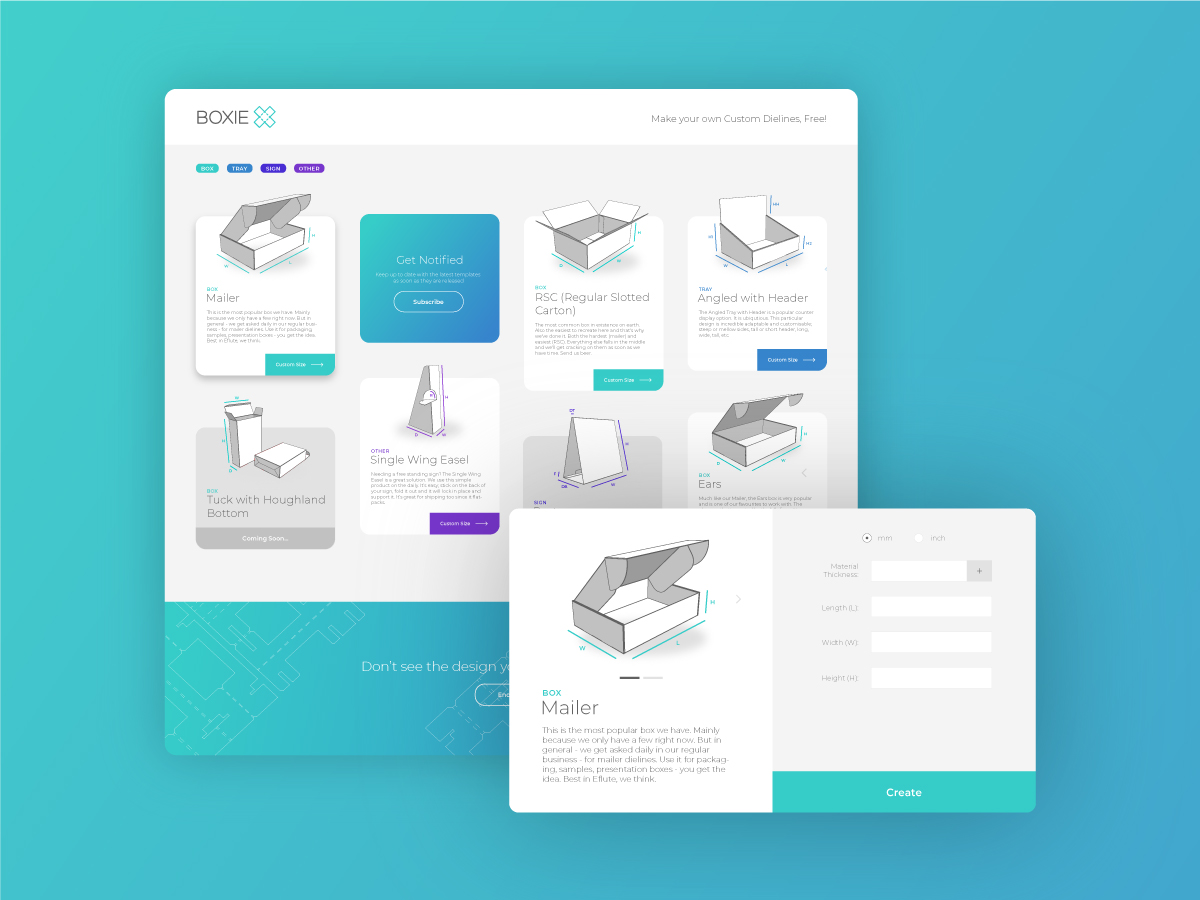 BOXIE
Make your own Custom Dielines, Free!
BOX TRAY SIGN OTHER
W L H
BOX
Mailer
This is the most popular box we have. Mainly
because we only have a few right now. But in
general - we get asked daily in our regular busi-
ness - for mailer dielines. Use it for packaging,
samples, presentation boxes - you get the idea.
Best in Eflute, we think.
Custom Size
Get Notified
Keep up to date with the latest templates
as soon as they are released!
Subscribe
D W H
BOX
RSC (Regular Slotted
Carton)
The most common box in existence on earth.
Also the easiest to recreate here and that's why
we've done it. Both the hardest (mailer) and
easiest (RSC). Everything else falls in the middle
and we'll get cracking on them as soon as we
have time. Send us beer.
Custom Size
HH
H1 H2
W L
TRAY
Angled with Header
The Angled Tray with Header is a popular counter
display option. It is ubiquitous. This particular
design is incredible adaptable and customisable;
steep or mellow sides, tall or short header, long,
wide, tall, etc.
Custom Size
W
H
D
BOX
Tuck with Houghland
Bottom
Coming Soon...
H
D W
OTHER
Single Wing Easel
Needing a free standing sign? The Single Wing
Easel is a great solution. We use this simple
product on the daily. It's easy, stick on the back of
your sign, fold it out and it will lock in place and
support it. It's great for shipping too since it flat-
packs.
Custom Size
DT
H
F
DB W
SIGN
H
D W
BOX
Ears
Much like our Mailer, the Ears box is very popular
and is one of our favourites to work with. The
Don't see the design
W L H
BOX
Mailer
This is the most popular box we have. Mainly
because we only have a few right now. But in
general - we get asked daily in our regular
business - for mailer dielines. Use it for packag-
ing, samples, presentation boxes - you get the
idea. Best in Eflute, we think.
mm inch
Material
Thickness:
+
Length (L):
Width (W):
Height (H):
Create